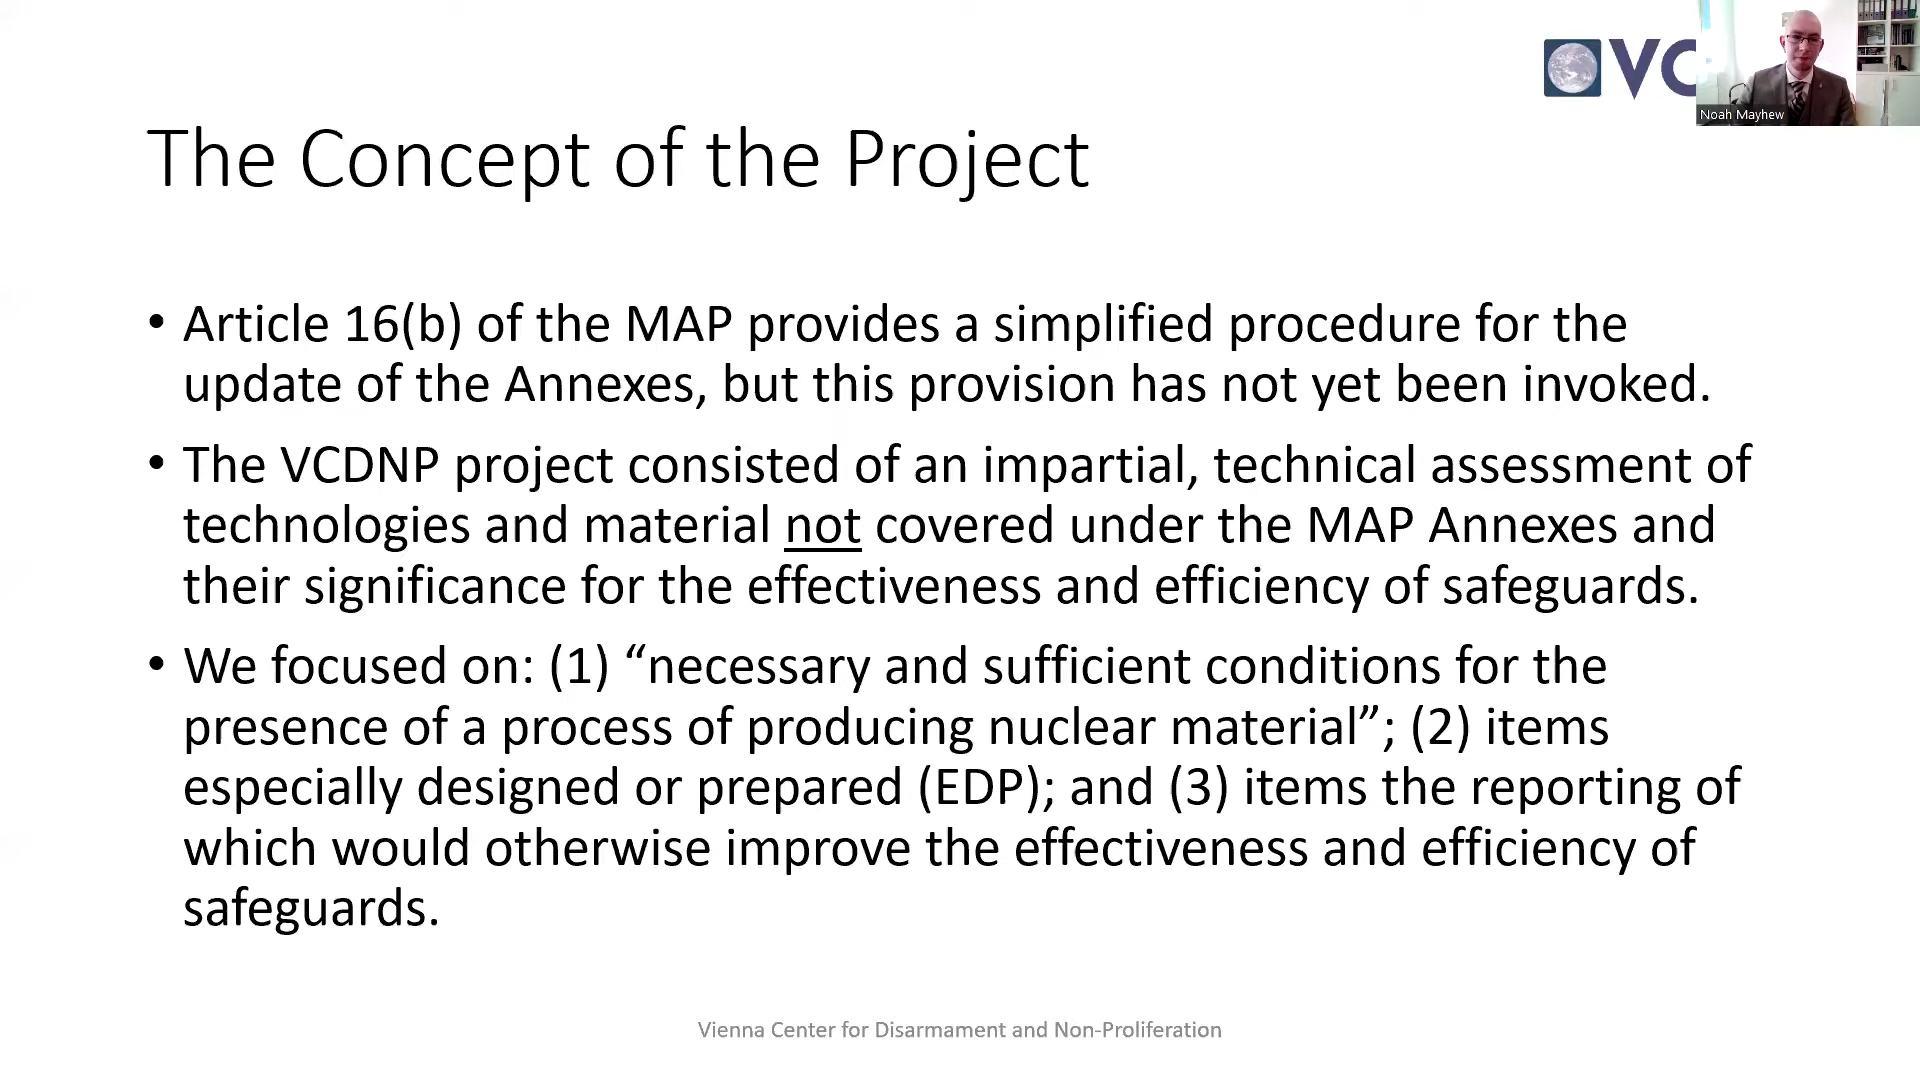 VC
Noah Mayhew
The Concept of the Project
• Article 16(b) of the MAP provides a simplified procedure for the
update of the Annexes, but this provision has not yet been invoked.
• The VCDNP project consisted of an impartial, technical assessment of
technologies and material not covered under the MAP Annexes and
their significance for the effectiveness and efficiency of safeguards.
• We focused on: (1) “necessary and sufficient conditions for the
presence of a process of producing nuclear material”; (2) items
especially designed or prepared (EDP); and (3) items the reporting of
which would otherwise improve the effectiveness and efficiency of
safeguards.
Vienna Center for Disarmament and Non-Proliferation